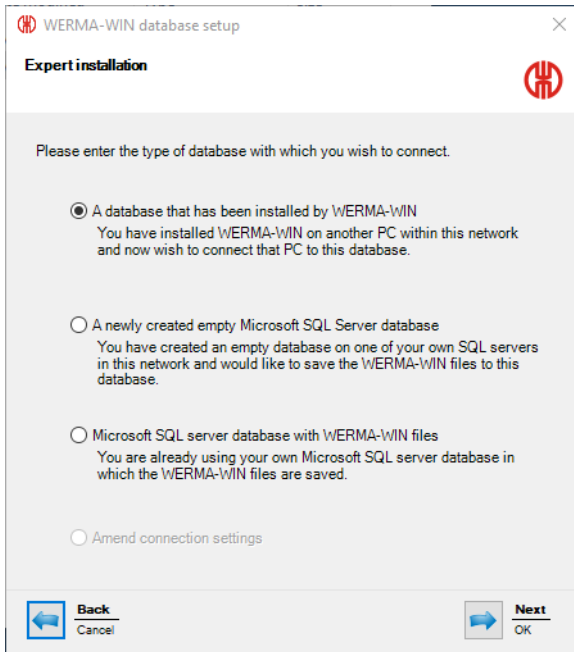 WERMA-WIN database setup
Expert installation
Please enter the type of database with which you wish to connect.
A database that has been installed by WERMA-WIN
You have installed WERMA-WIN on another PC within this network
and now wish to connect that PC to this database.
A newly created empty Microsoft SQL Server database
You have created an empty database on one of your own SQL servers
in this network and would like to save the WERMA-WIN files to this
database.
Microsoft SQL server database with WERMA-WIN files
You are already using your own Microsoft SQL server database in
which the WERMA-WIN files are saved.
Amend connection settings
Back
Cancel
Next
OK